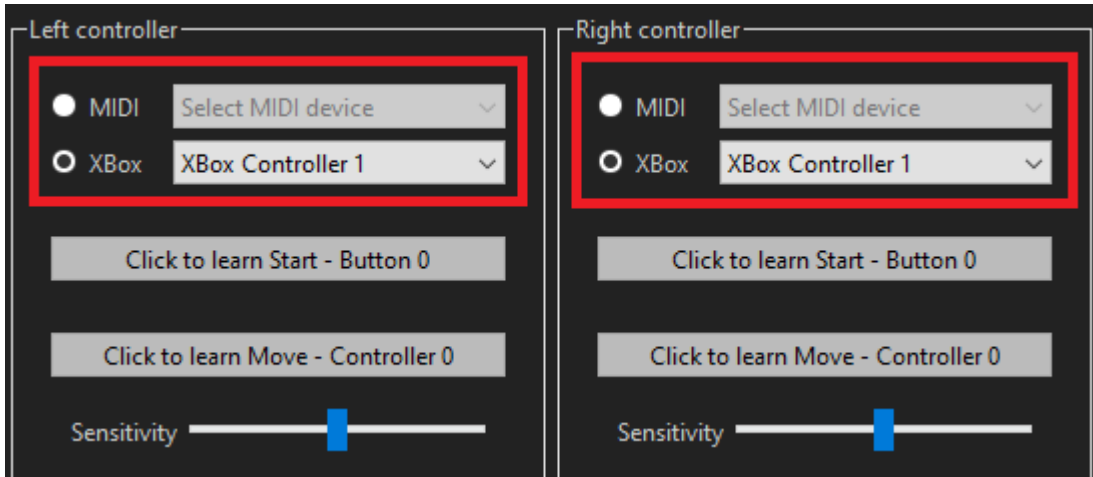 Left controller
MIDI Select MIDI device
XBox XBox Controller 1
Click to learn Start - Button 0
Click to learn Move - Controller 0
Sensitivity
Right controller
MIDI Select MIDI device
XBox XBox Controller 1
Click to learn Start - Button 0
Click to learn Move - Controller 0
Sensitivity